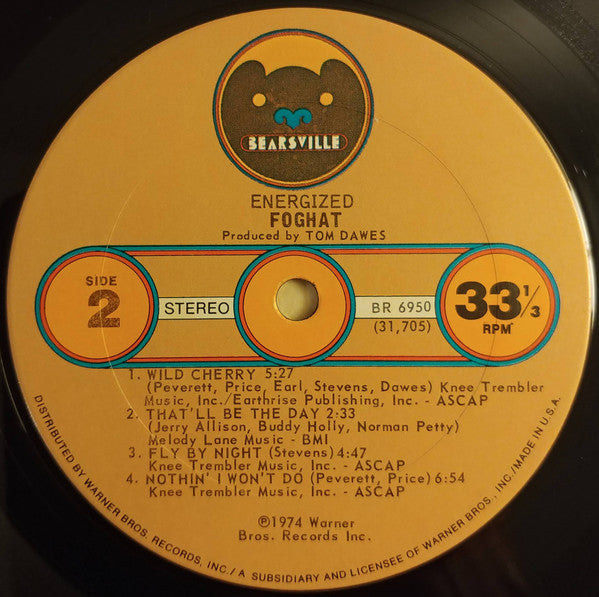 BEARSVILLE
ENERGIZED
FOGHAT
Produced by TOM DAWES
SIDE
2
STEREO
BR 6950
(31,705)
33 1/3
RPM
1. WILD CHERRY 5:27
(Peverett, Price, Earl, Stevens, Dawes) Knee Trembler
Music, Inc./Earthrise Publishing, Inc. - ASCAP
2. THAT'LL BE THE DAY 2:33
(Jerry Allison, Buddy Holly, Norman Petty)
Melody Lane Music - BMI
3. FLY BY NIGHT (Stevens) 4:47
Knee Trembler Music, Inc. - ASCAP
4. NOTHIN' I WON'T DO (Peverett, Price) 6:54
Knee Trembler Music, Inc. - ASCAP
℗1974 Warner
Bros. Records Inc.
DISTRIBUTED BY WARNER BROS. RECORDS, INC./A SUBSIDIARY AND LICENSEE OF WARNER BROS., INC./MADE IN U.S.A.